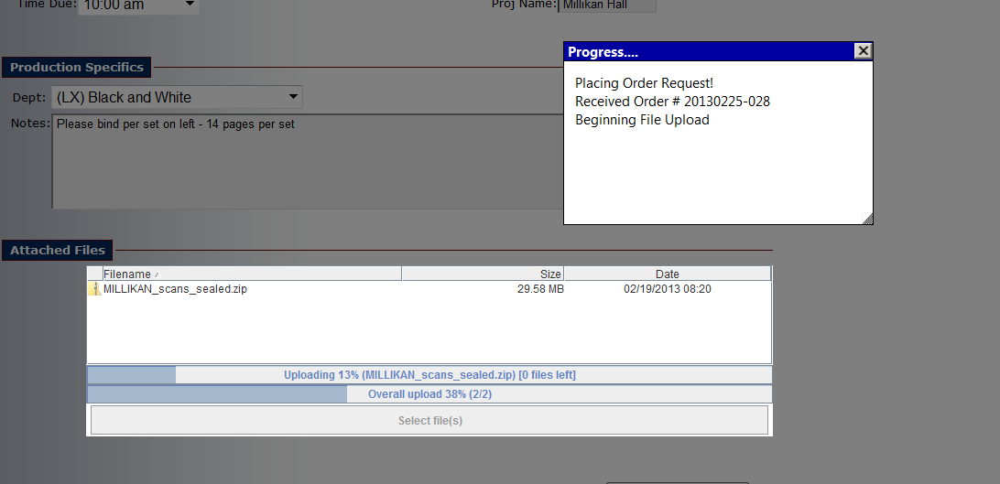 Time Due: 10:00 am Proj Name: Millikan Hall
Progress....
Placing Order Request!
Received Order # 20130225-028
Beginning File Upload
Production Specifics
Dept: (LX) Black and White
Notes: Please bind per set on left - 14 pages per set
Attached Files
Filename Size Date
MILLIKAN_scans_sealed.zip 29.58 MB 02/19/2013 08:20
Uploading 13% (MILLIKAN_scans_sealed.zip) [0 files left]
Overall upload 38% (2/2)
Select file(s)